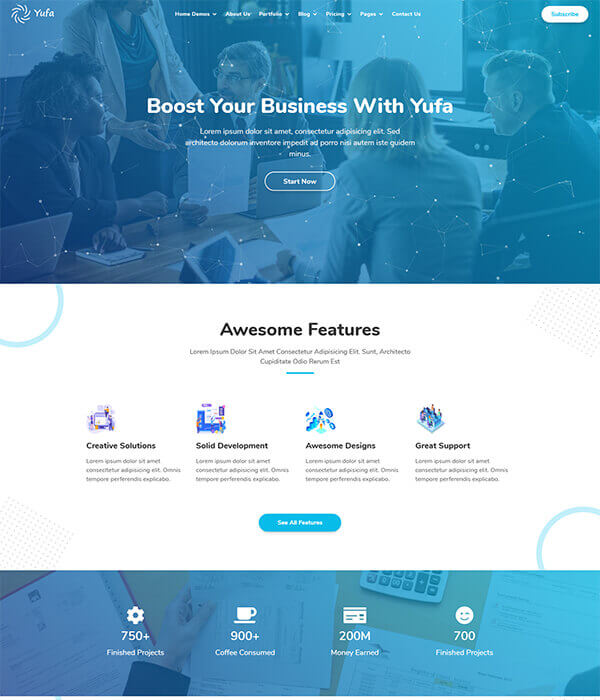 Yufa
Home Demos About Us Portfolio Blog Pricing Pages Contact Us
Subscribe
Boost Your Business With Yufa
Lorem ipsum dolor sit amet, consectetur adipisicing elit. Sed
architecto dolorum inventore impedit ad porro nisi autem iste quidem
minus.
Start Now
Awesome Features
Lorem Ipsum Dolor Sit Amet Consectetur Adipisicing Elit. Sunt, Architecto
Cupiditate Odio Rerum Est
Creative Solutions
Lorem ipsum dolor sit amet
consectetur adipisicing elit. Omnis
tempore perferendis explicabo.
Solid Development
Lorem ipsum dolor sit amet
consectetur adipisicing elit. Omnis
tempore perferendis explicabo.
Awesome Designs
Lorem ipsum dolor sit amet
consectetur adipisicing elit. Omnis
tempore perferendis explicabo.
Great Support
Lorem ipsum dolor sit amet
consectetur adipisicing elit. Omnis
tempore perferendis explicabo.
See All Features
750+
Finished Projects
900+
Coffee Consumed
200M
Money Earned
700
Finished Projects